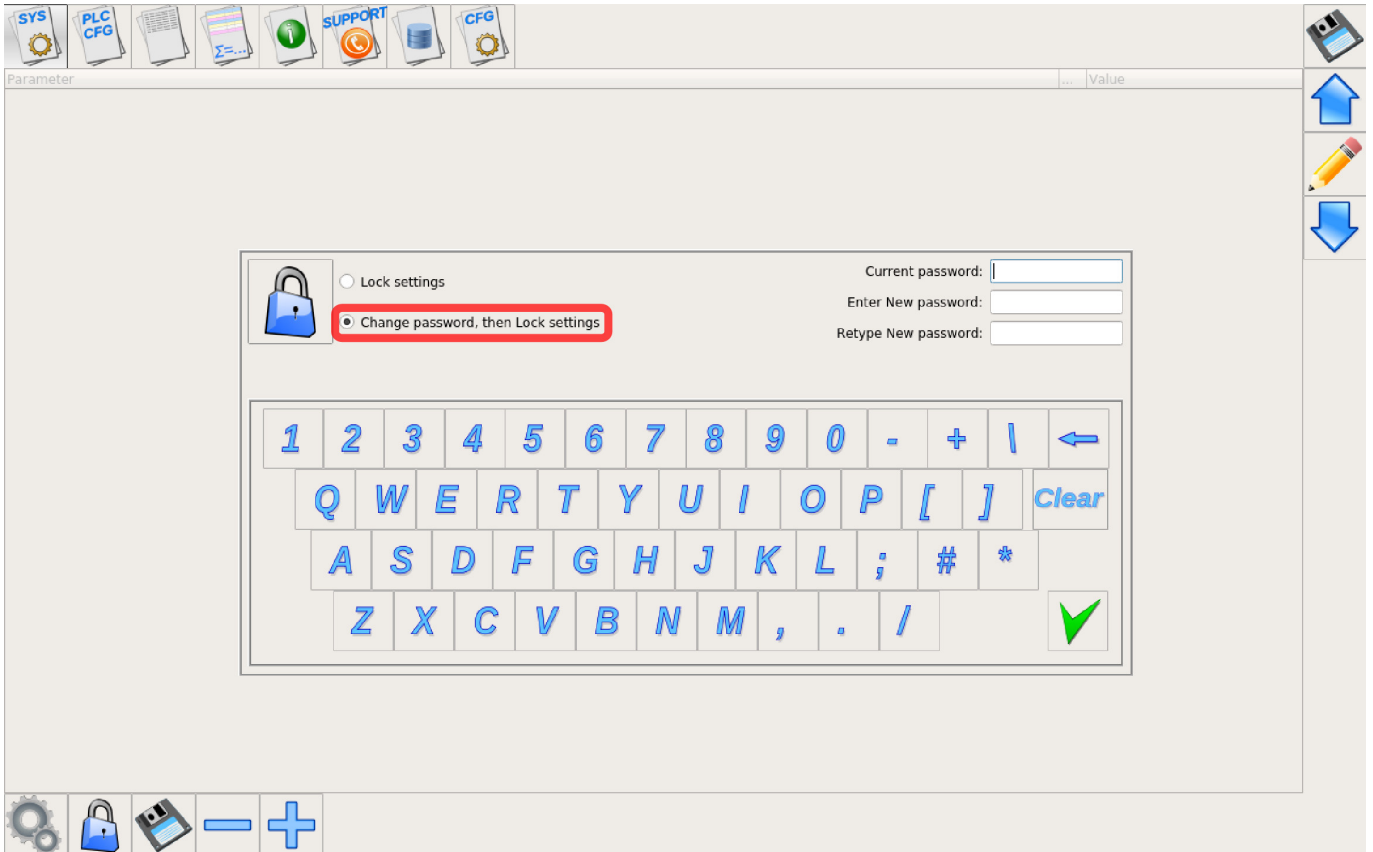 SYS
PLC
CFG
Σ=...
i
SUPPORT
CFG
Parameter ... Value
Lock settings
Change password, then Lock settings
Current password:
Enter New password:
Retype New password:
1 2 3 4 5 6 7 8 9 0 - + \
Q W E R T Y U I O P [ ] Clear
A S D F G H J K L ; # *
Z X C V B N M , . /